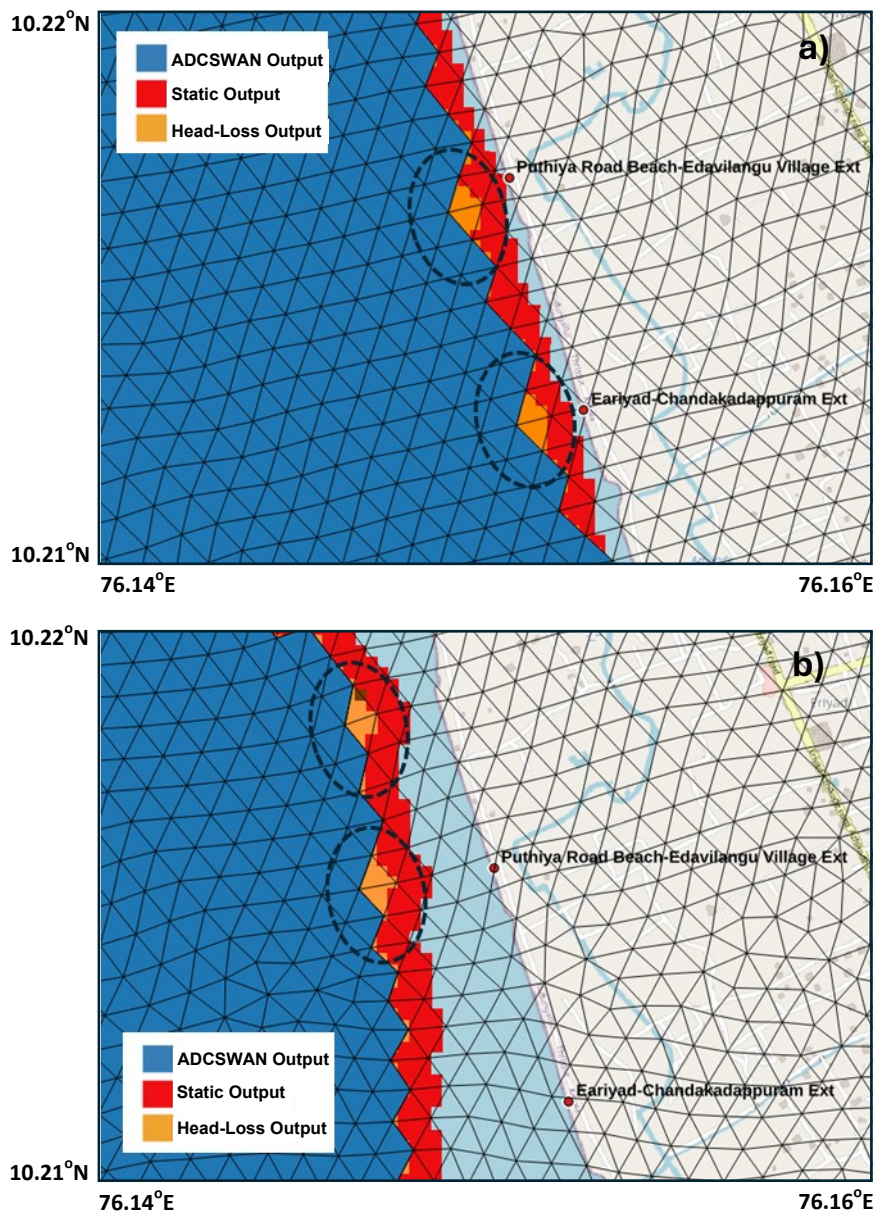 10.22°N
a)
ADCSWAN Output
Static Output
Head-Loss Output
Puthiya Road Beach-Edavilangu Village Ext
Eariyad-Chandakadappuram Ext
10.21°N
76.14°E
76.16°E
10.22°N
b)
Eriyad
Puthiya Road Beach-Edavilangu Village Ext
ADCSWAN Output
Static Output
Head-Loss Output
Eariyad-Chandakadappuram Ext
10.21°N
76.14°E
76.16°E